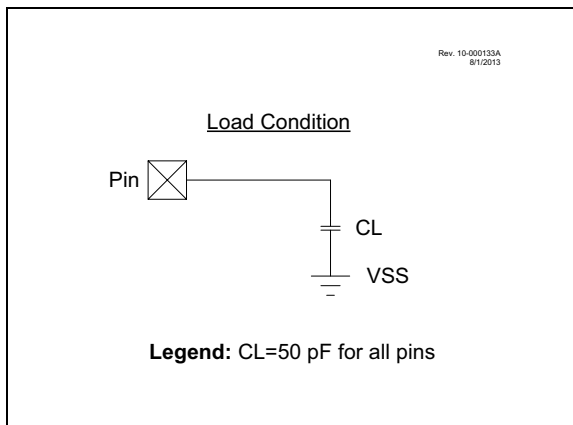 Rev. 10-000133A
8/1/2013
Load Condition
Pin
CL
VSS
Legend: CL=50 pF for all pins